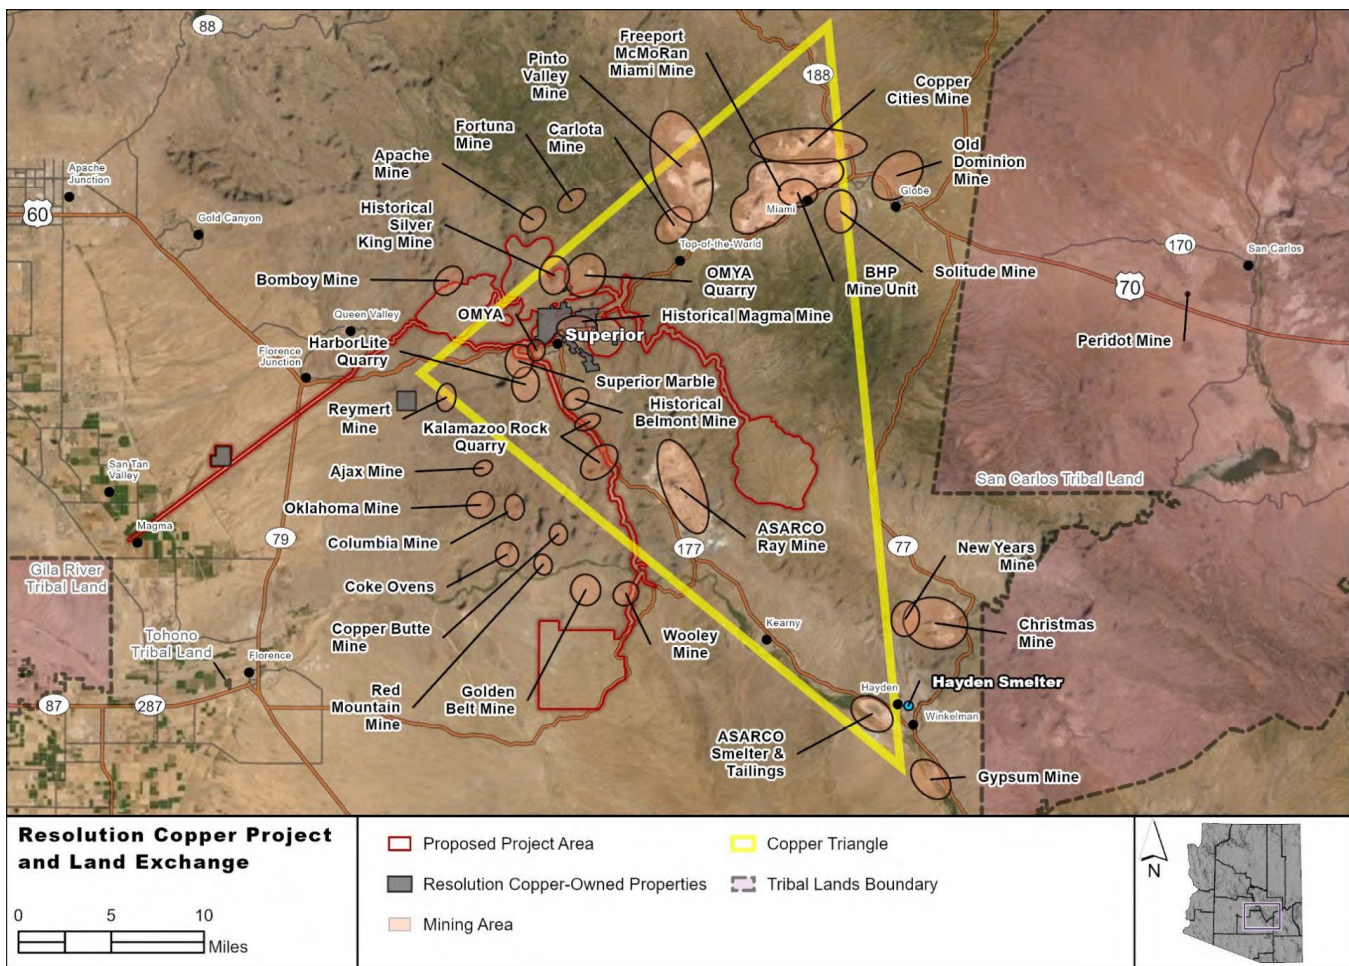 88
Freeport
McMoRan
Miami Mine
Pinto
Valley
Mine
188
Copper
Cities Mine
Fortuna
Mine
Carlota
Mine
Old
Dominion
Mine
Apache
Mine
Apache
Junction
60
Gold Canyon
Historical
Silver
King Mine
Miami
Globe
Top-of-the-World
170
San Carlos
Bomboy Mine
OMYA
Quarry
BHP
Mine Unit
Solitude Mine
70
Queen Valley
OMYA
Historical Magma Mine
Superior
Peridot Mine
HarborLite
Quarry
Florence
Junction
Superior Marble
Reymert
Mine
Historical
Belmont Mine
Kalamazoo Rock
Quarry
San Tan
Valley
Ajax Mine
San Carlos Tribal Land
Oklahoma Mine
Magma
79
Columbia Mine
ASARCO
Ray Mine
177
77
New Years
Mine
Gila River
Tribal Land
Coke Ovens
Copper Butte
Mine
Wooley
Mine
Kearny
Christmas
Mine
Tohono
Tribal Land
Florence
Red
Mountain
Mine
Golden
Belt Mine
Hayden
Hayden Smelter
87
287
Winkelman
ASARCO
Smelter &
Tailings
Gypsum Mine
Resolution Copper Project
and Land Exchange
0 5 10
Miles
Proposed Project Area
Resolution Copper-Owned Properties
Mining Area
Copper Triangle
Tribal Lands Boundary
N